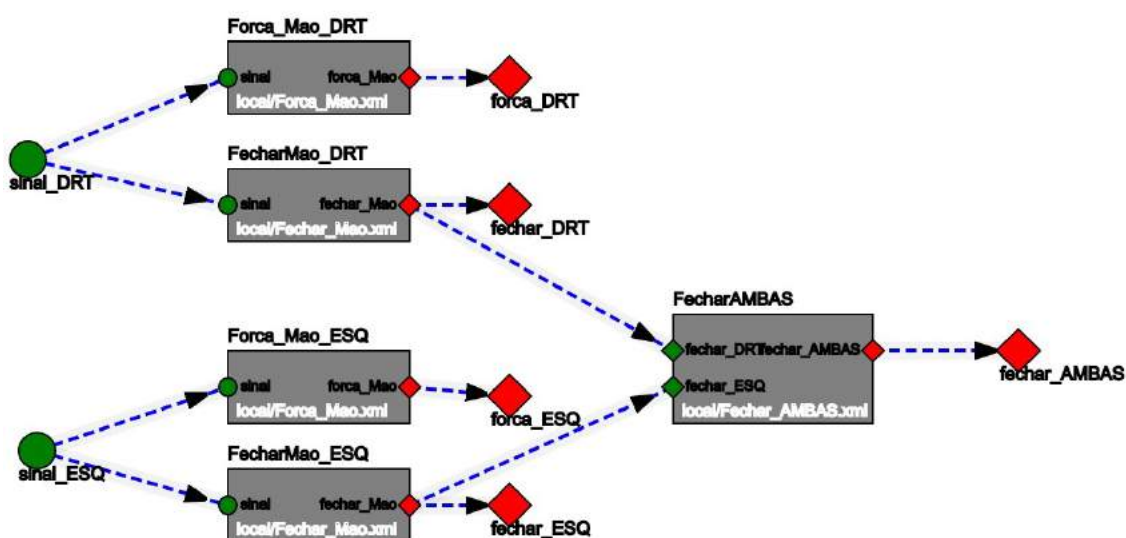 Forca_Mao_DRT
sinal forca_Mao
local/Forca_Mao.xml
forca_DRT
sinal_DRT
FecharMao_DRT
sinal fechar_Mao
local/Fechar_Mao.xml
fechar_DRT
FecharAMBAS
fechar_DRT fechar_AMBAS
fechar_ESQ
local/Fechar_AMBAS.xml
fechar_AMBAS
Forca_Mao_ESQ
sinal forca_Mao
local/Forca_Mao.xml
forca_ESQ
sinal_ESQ
FecharMao_ESQ
sinal fechar_Mao
local/Fechar_Mao.xml
fechar_ESQ